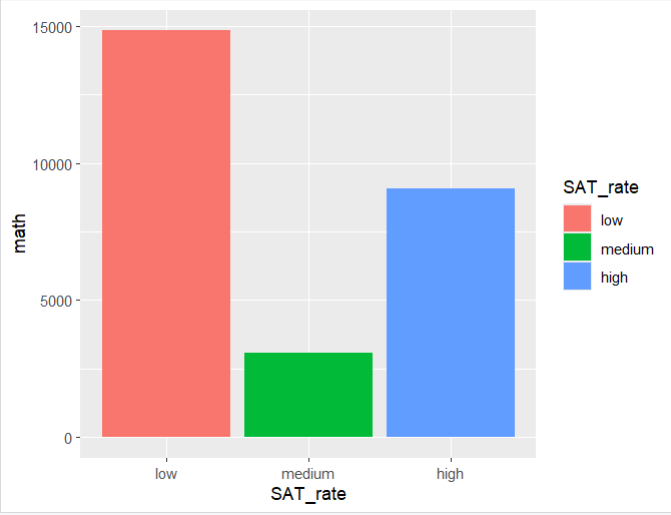 15000
10000
5000
0
math
low medium high
SAT_rate
SAT_rate
low
medium
high